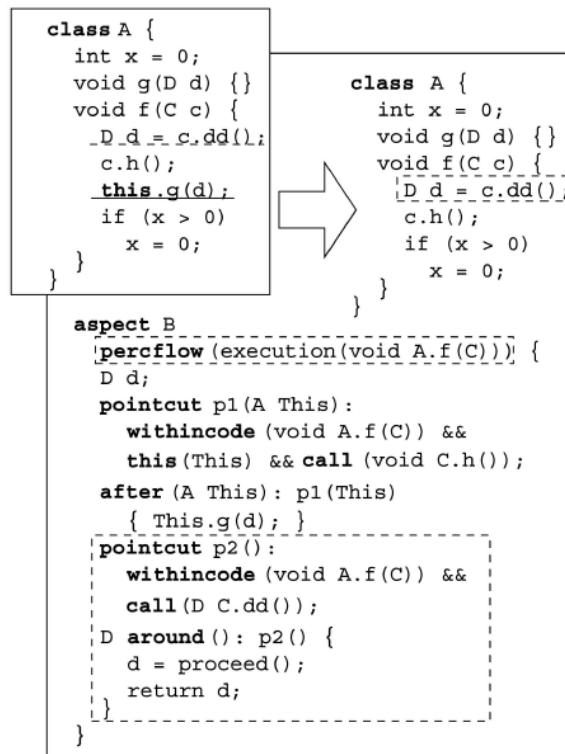 class A {
int x = 0;
void g(D d) {}
void f(C c) {
D d = c.dd();
c.h();
this.g(d);
if (x > 0)
x = 0;
}
}
class A {
int x = 0;
void g(D d) {}
void f(C c) {
D d = c.dd();
c.h();
if (x > 0)
x = 0;
}
}
aspect B
percflow(execution(void A.f(C))) {
D d;
pointcut p1(A This):
withincode(void A.f(C)) &&
this(This) && call(void C.h());
after(A This): p1(This)
{ This.g(d); }
pointcut p2():
withincode(void A.f(C)) &&
call(D C.dd());
D around(): p2() {
d = proceed();
return d;
}
}